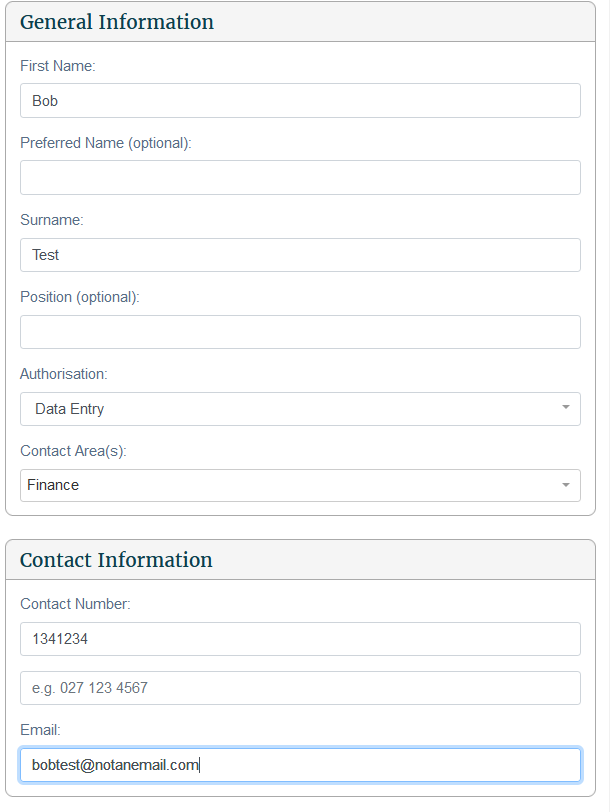 General Information
First Name:
Bob
Preferred Name (optional):
Surname:
Test
Position (optional):
Authorisation:
Data Entry
Contact Area(s):
Finance
Contact Information
Contact Number:
1341234
e.g. 027 123 4567
Email:
bobtest@notanemail.com